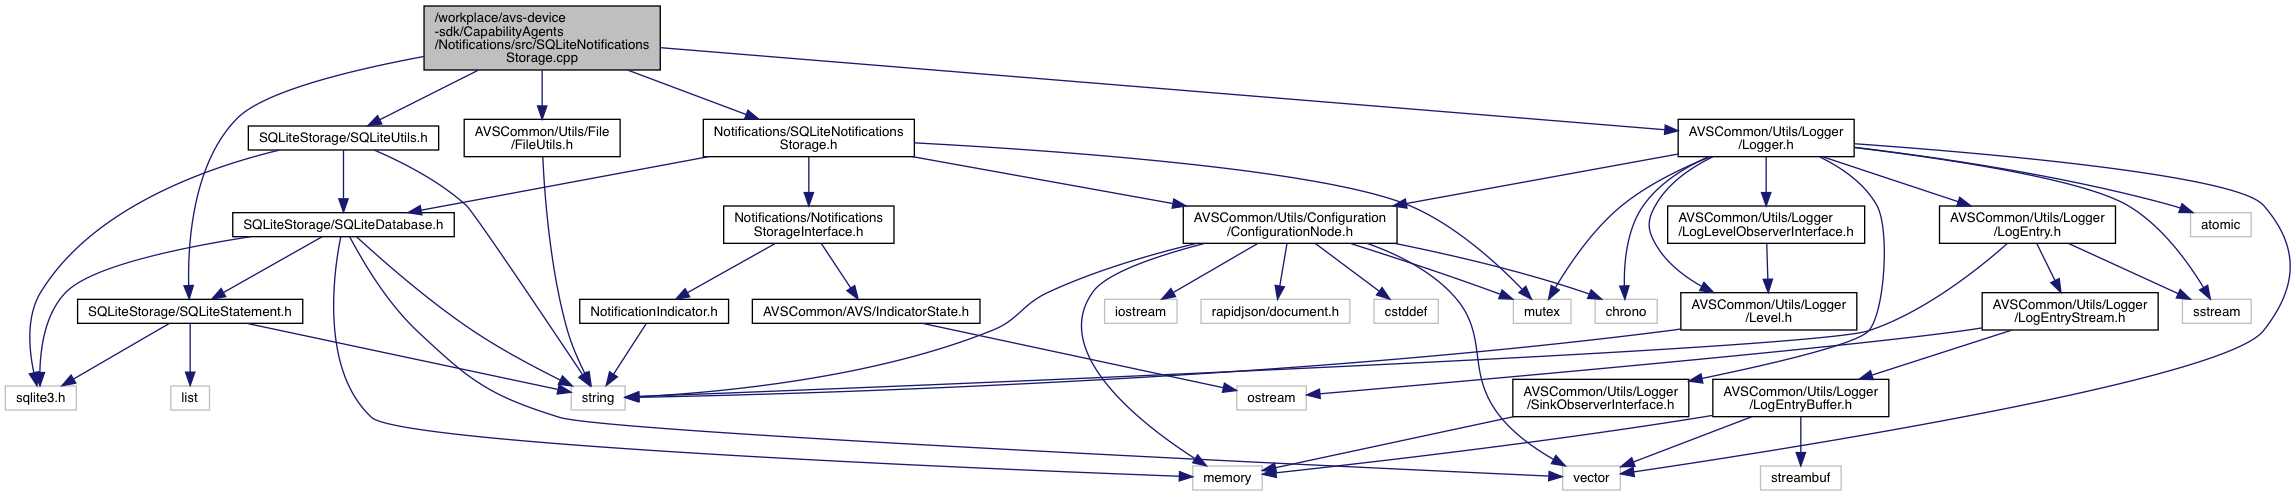 /workplace/avs-device
-sdk/CapabilityAgents
/Notifications/src/SQLiteNotifications
Storage.cpp
SQLiteStorage/SQLiteUtils.h
AVSCommon/Utils/File
/FileUtils.h
Notifications/SQLiteNotifications
Storage.h
AVSCommon/Utils/Logger
/Logger.h
SQLiteStorage/SQLiteDatabase.h
Notifications/Notifications
StorageInterface.h
AVSCommon/Utils/Configuration
/ConfigurationNode.h
AVSCommon/Utils/Logger
/LogLevelObserverInterface.h
AVSCommon/Utils/Logger
/LogEntry.h
atomic
SQLiteStorage/SQLiteStatement.h
NotificationIndicator.h
AVSCommon/AVS/IndicatorState.h
iostream
rapidjson/document.h
cstddef
mutex
chrono
AVSCommon/Utils/Logger
/Level.h
AVSCommon/Utils/Logger
/LogEntryStream.h
sstream
sqlite3.h
list
string
ostream
AVSCommon/Utils/Logger
/SinkObserverInterface.h
AVSCommon/Utils/Logger
/LogEntryBuffer.h
memory
vector
streambuf